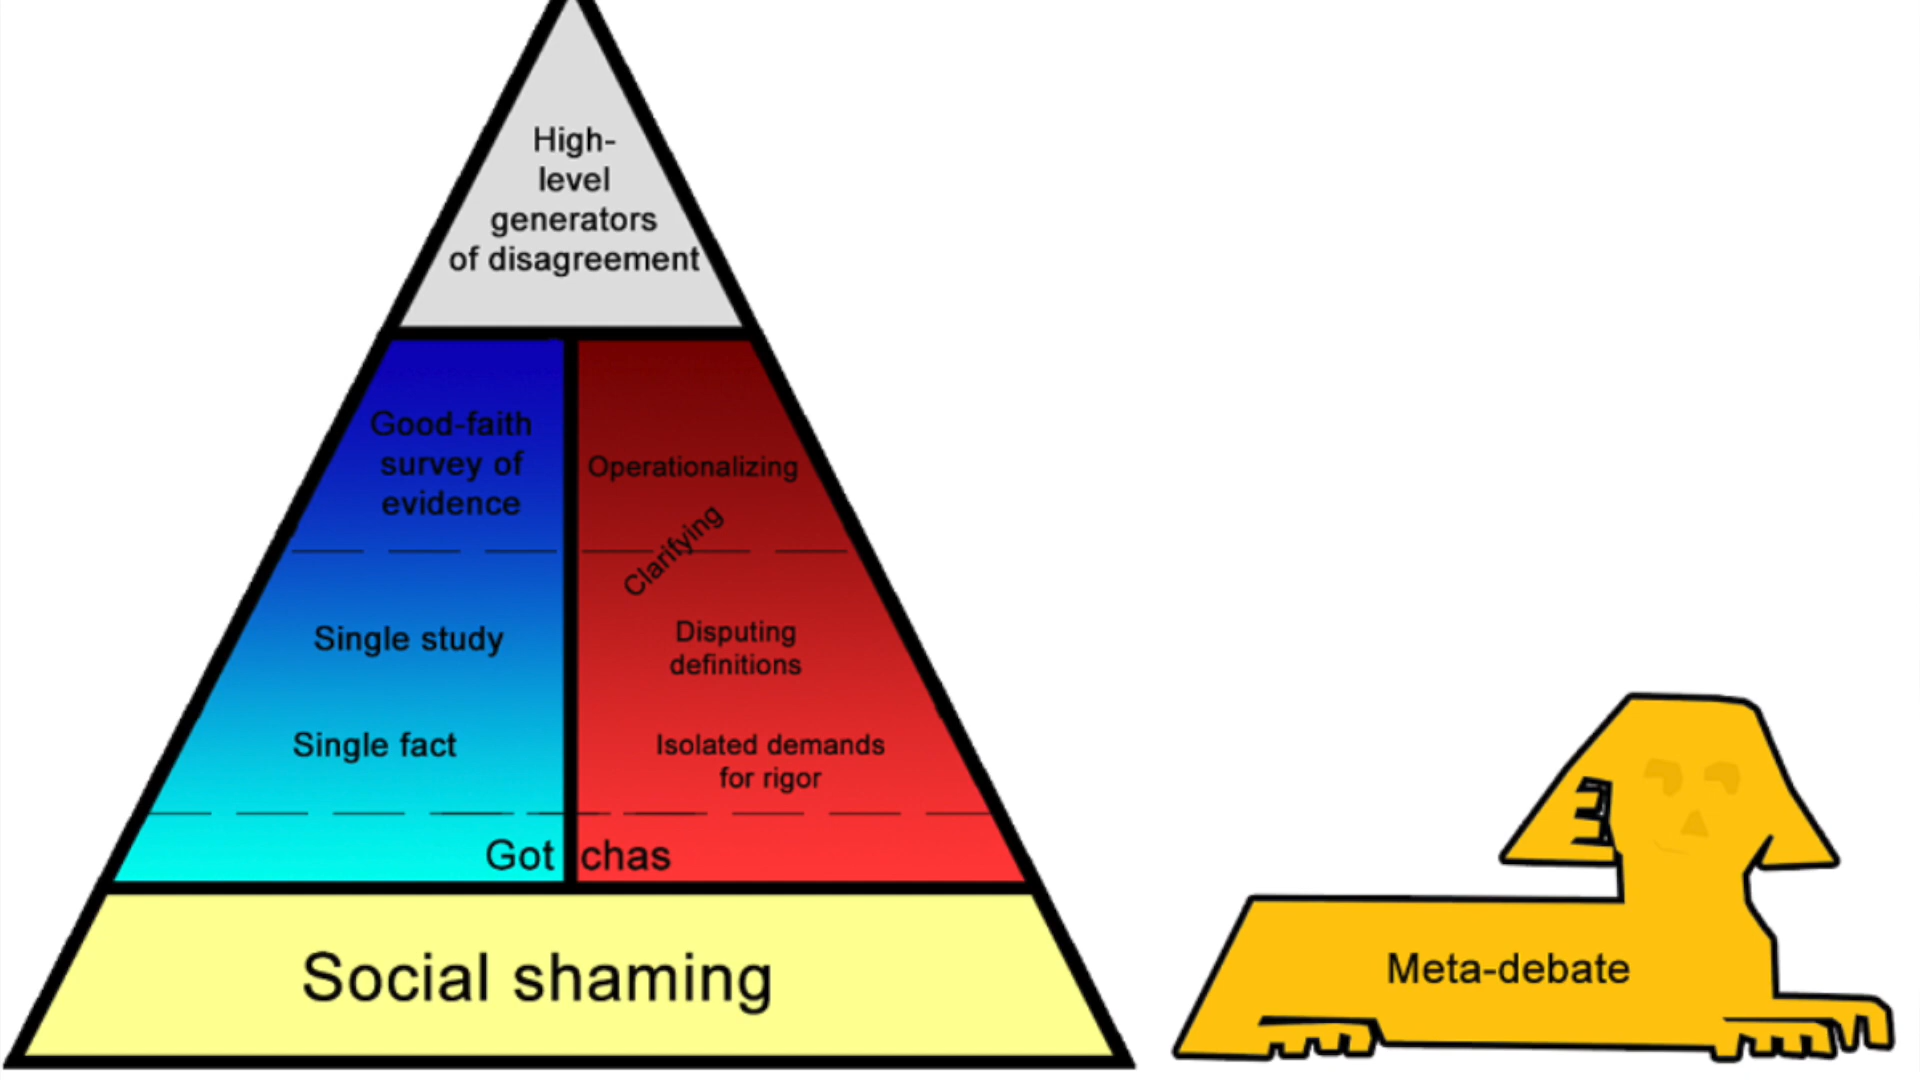 High-
level
generators
of disagreement
Good-faith
survey of
evidence
Operationalizing
Clarifying
Single study
Disputing
definitions
Single fact
Isolated demands
for rigor
Got chas
Social shaming
Meta-debate